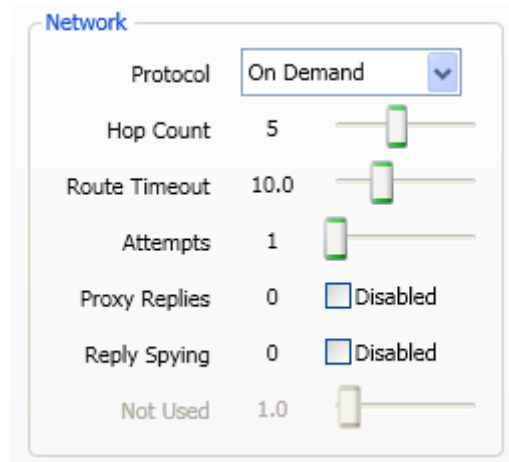 Network
Protocol On Demand
Hop Count 5
Route Timeout 10.0
Attempts 1
Proxy Replies 0 Disabled
Reply Spying 0 Disabled
Not Used 1.0